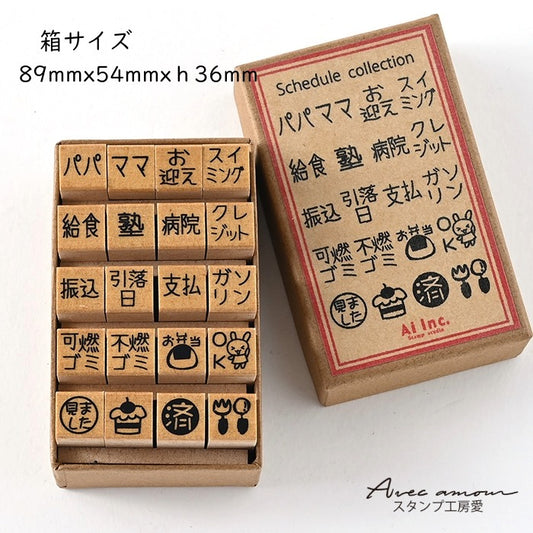 箱サイズ
89mmx54mmxh36mm
Schedule collection
パパ ママ お迎え スイミング
給食 塾 病院 クレジット
振込 引落日 支払 ガソリン
可燃ゴミ 不燃ゴミ お弁当 OK
見ました 済
Ai Inc.
Stamp studio
パパ ママ お迎え スイミング
給食 塾 病院 クレジット
振込 引落日 支払 ガソリン
可燃ゴミ 不燃ゴミ お弁当 OK
見ました 済
Avec amour
スタンプ工房愛